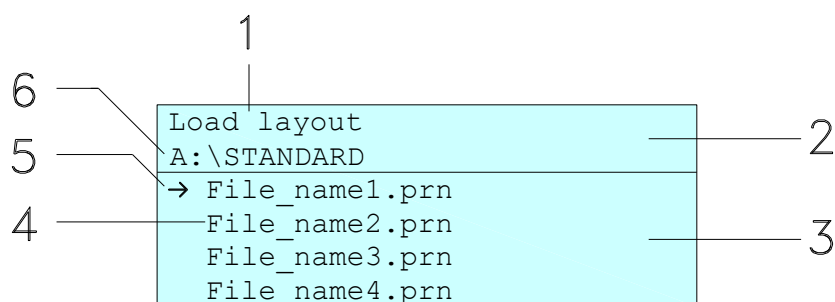 1
6
Load layout
2
5
A:\STANDARD
→ File_name1.prn
4
File_name2.prn
3
File_name3.prn
File_name4.prn